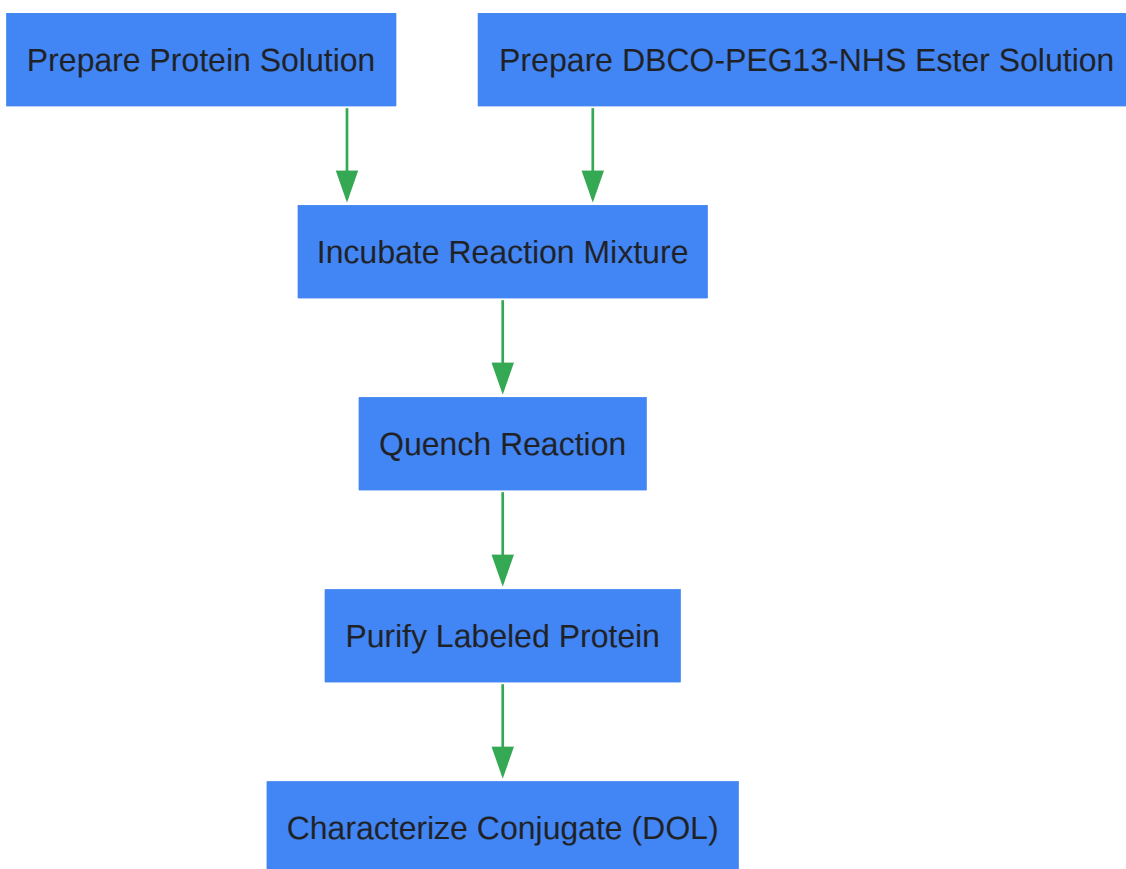 Prepare Protein Solution
Prepare DBCO-PEG13-NHS Ester Solution
Incubate Reaction Mixture
Quench Reaction
Purify Labeled Protein
Characterize Conjugate (DOL)